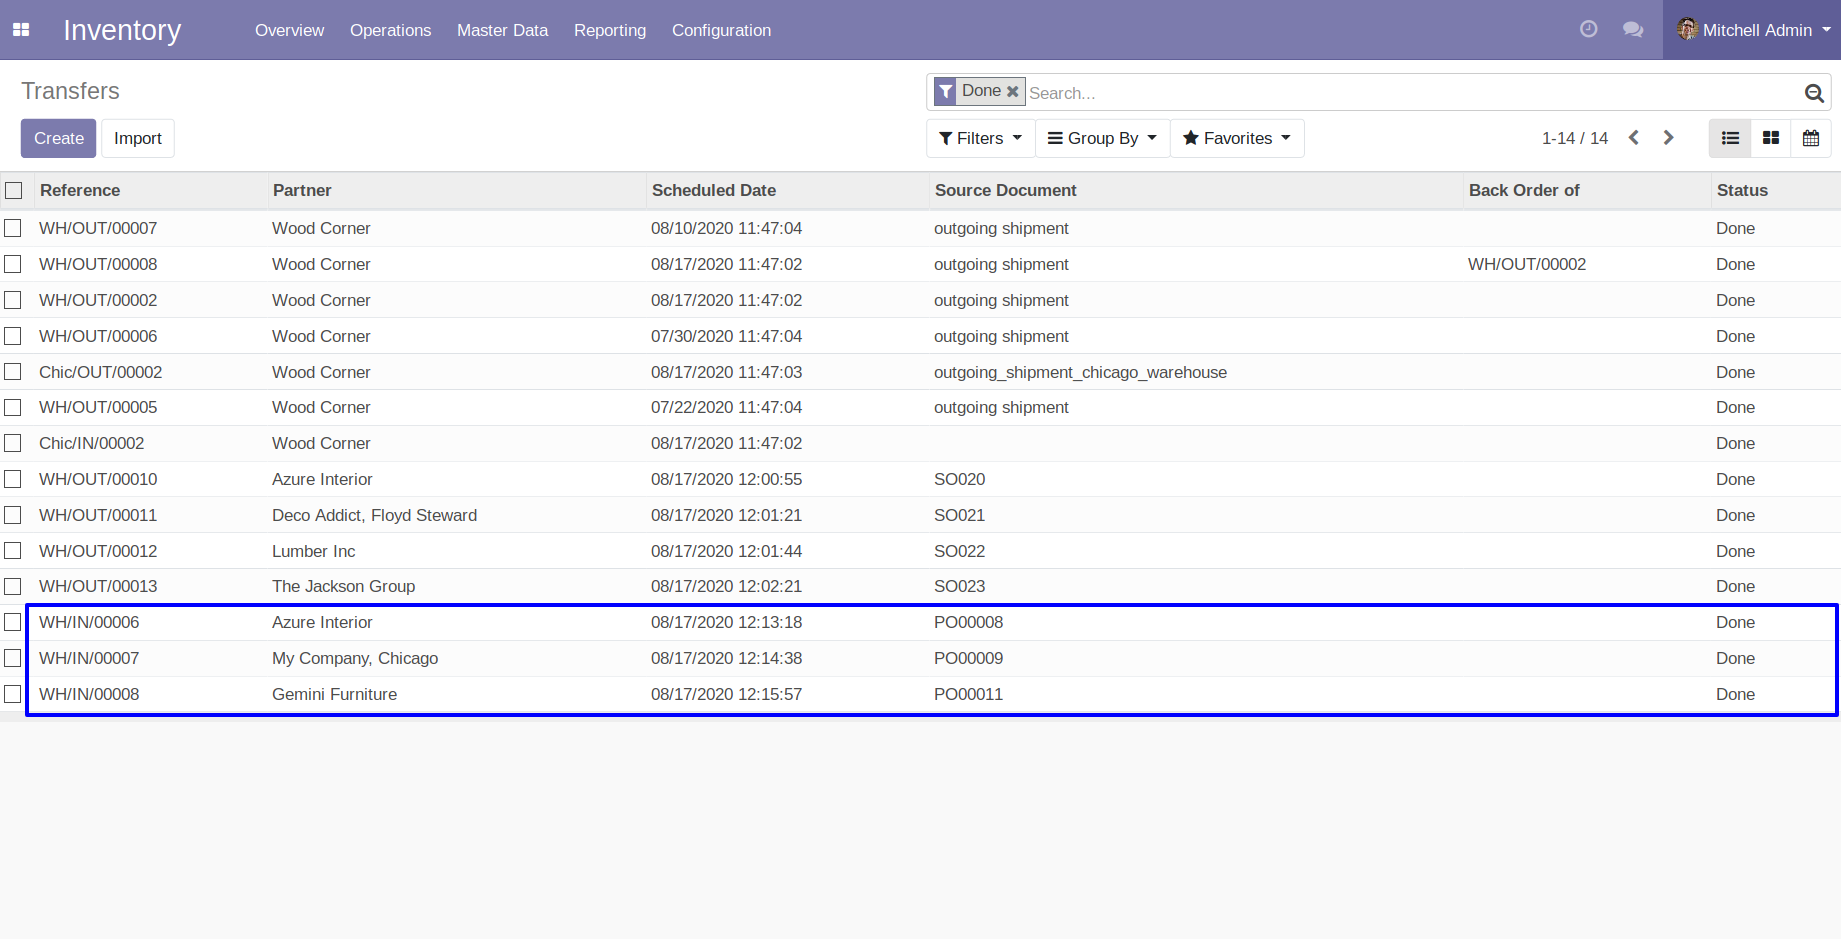 Inventory Overview Operations Master Data Reporting Configuration Mitchell Admin
Transfers Done Search...
Create Import Filters Group By Favorites 1-14 / 14
Reference Partner Scheduled Date Source Document Back Order of Status
WH/OUT/00007 Wood Corner 08/10/2020 11:47:04 outgoing shipment Done
WH/OUT/00008 Wood Corner 08/17/2020 11:47:02 outgoing shipment WH/OUT/00002 Done
WH/OUT/00002 Wood Corner 08/17/2020 11:47:02 outgoing shipment Done
WH/OUT/00006 Wood Corner 07/30/2020 11:47:04 outgoing shipment Done
Chic/OUT/00002 Wood Corner 08/17/2020 11:47:03 outgoing_shipment_chicago_warehouse Done
WH/OUT/00005 Wood Corner 07/22/2020 11:47:04 outgoing shipment Done
Chic/IN/00002 Wood Corner 08/17/2020 11:47:02 Done
WH/OUT/00010 Azure Interior 08/17/2020 12:00:55 SO020 Done
WH/OUT/00011 Deco Addict, Floyd Steward 08/17/2020 12:01:21 SO021 Done
WH/OUT/00012 Lumber Inc 08/17/2020 12:01:44 SO022 Done
WH/OUT/00013 The Jackson Group 08/17/2020 12:02:21 SO023 Done
WH/IN/00006 Azure Interior 08/17/2020 12:13:18 PO00008 Done
WH/IN/00007 My Company, Chicago 08/17/2020 12:14:38 PO00009 Done
WH/IN/00008 Gemini Furniture 08/17/2020 12:15:57 PO00011 Done